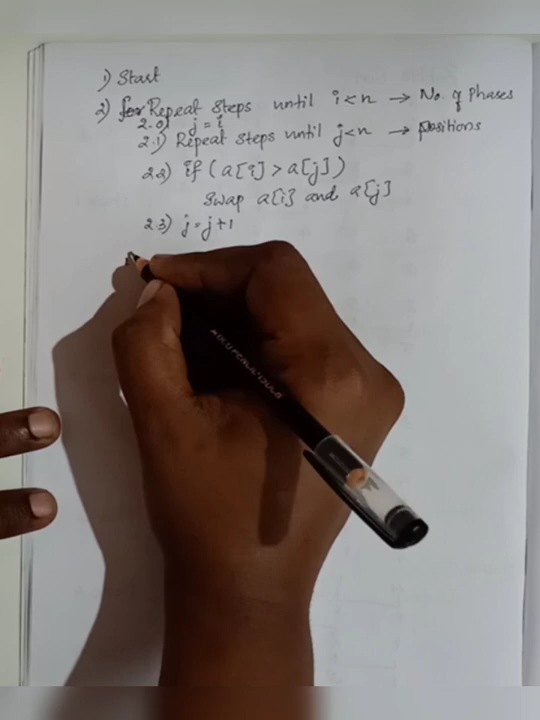 1) Start
2) Repeat Steps until i < n → No. of Phases
2.0) j = i
2.1) Repeat steps until j < n → Positions
2.2) if (a[i] > a[j])
Swap a[i] and a[j]
2.3) j = j + 1